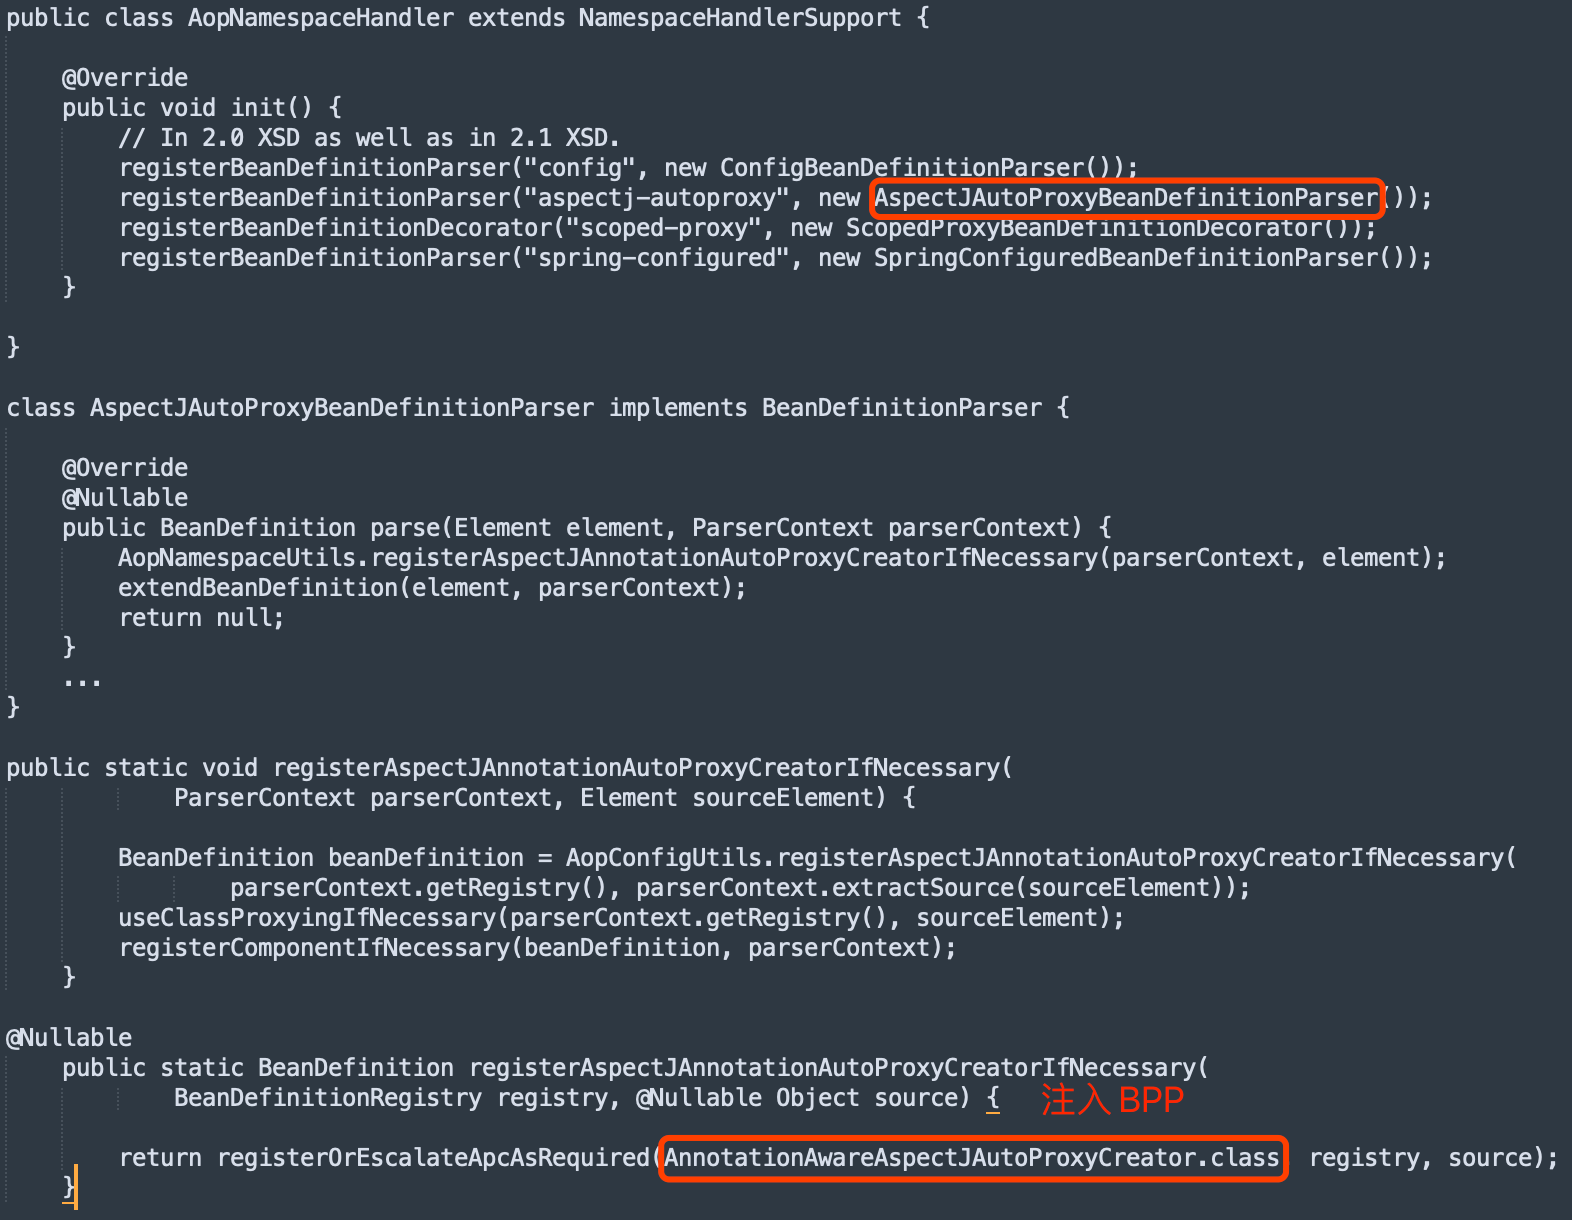 public class AopNamespaceHandler extends NamespaceHandlerSupport {
@Override
public void init() {
// In 2.0 XSD as well as in 2.1 XSD.
registerBeanDefinitionParser("config", new ConfigBeanDefinitionParser());
registerBeanDefinitionParser("aspectj-autoproxy", new AspectJAutoProxyBeanDefinitionParser());
registerBeanDefinitionDecorator("scoped-proxy", new ScopedProxyBeanDefinitionDecorator());
registerBeanDefinitionParser("spring-configured", new SpringConfiguredBeanDefinitionParser());
}
}
class AspectJAutoProxyBeanDefinitionParser implements BeanDefinitionParser {
@Override
@Nullable
public BeanDefinition parse(Element element, ParserContext parserContext) {
AopNamespaceUtils.registerAspectJAnnotationAutoProxyCreatorIfNecessary(parserContext, element);
extendBeanDefinition(element, parserContext);
return null;
}
...
}
public static void registerAspectJAnnotationAutoProxyCreatorIfNecessary(
ParserContext parserContext, Element sourceElement) {
BeanDefinition beanDefinition = AopConfigUtils.registerAspectJAnnotationAutoProxyCreatorIfNecessary(
parserContext.getRegistry(), parserContext.extractSource(sourceElement));
useClassProxyingIfNecessary(parserContext.getRegistry(), sourceElement);
registerComponentIfNecessary(beanDefinition, parserContext);
}
@Nullable
public static BeanDefinition registerAspectJAnnotationAutoProxyCreatorIfNecessary(
BeanDefinitionRegistry registry, @Nullable Object source) { 注入 BPP
return registerOrEscalateApcAsRequired(AnnotationAwareAspectJAutoProxyCreator.class registry, source);
}